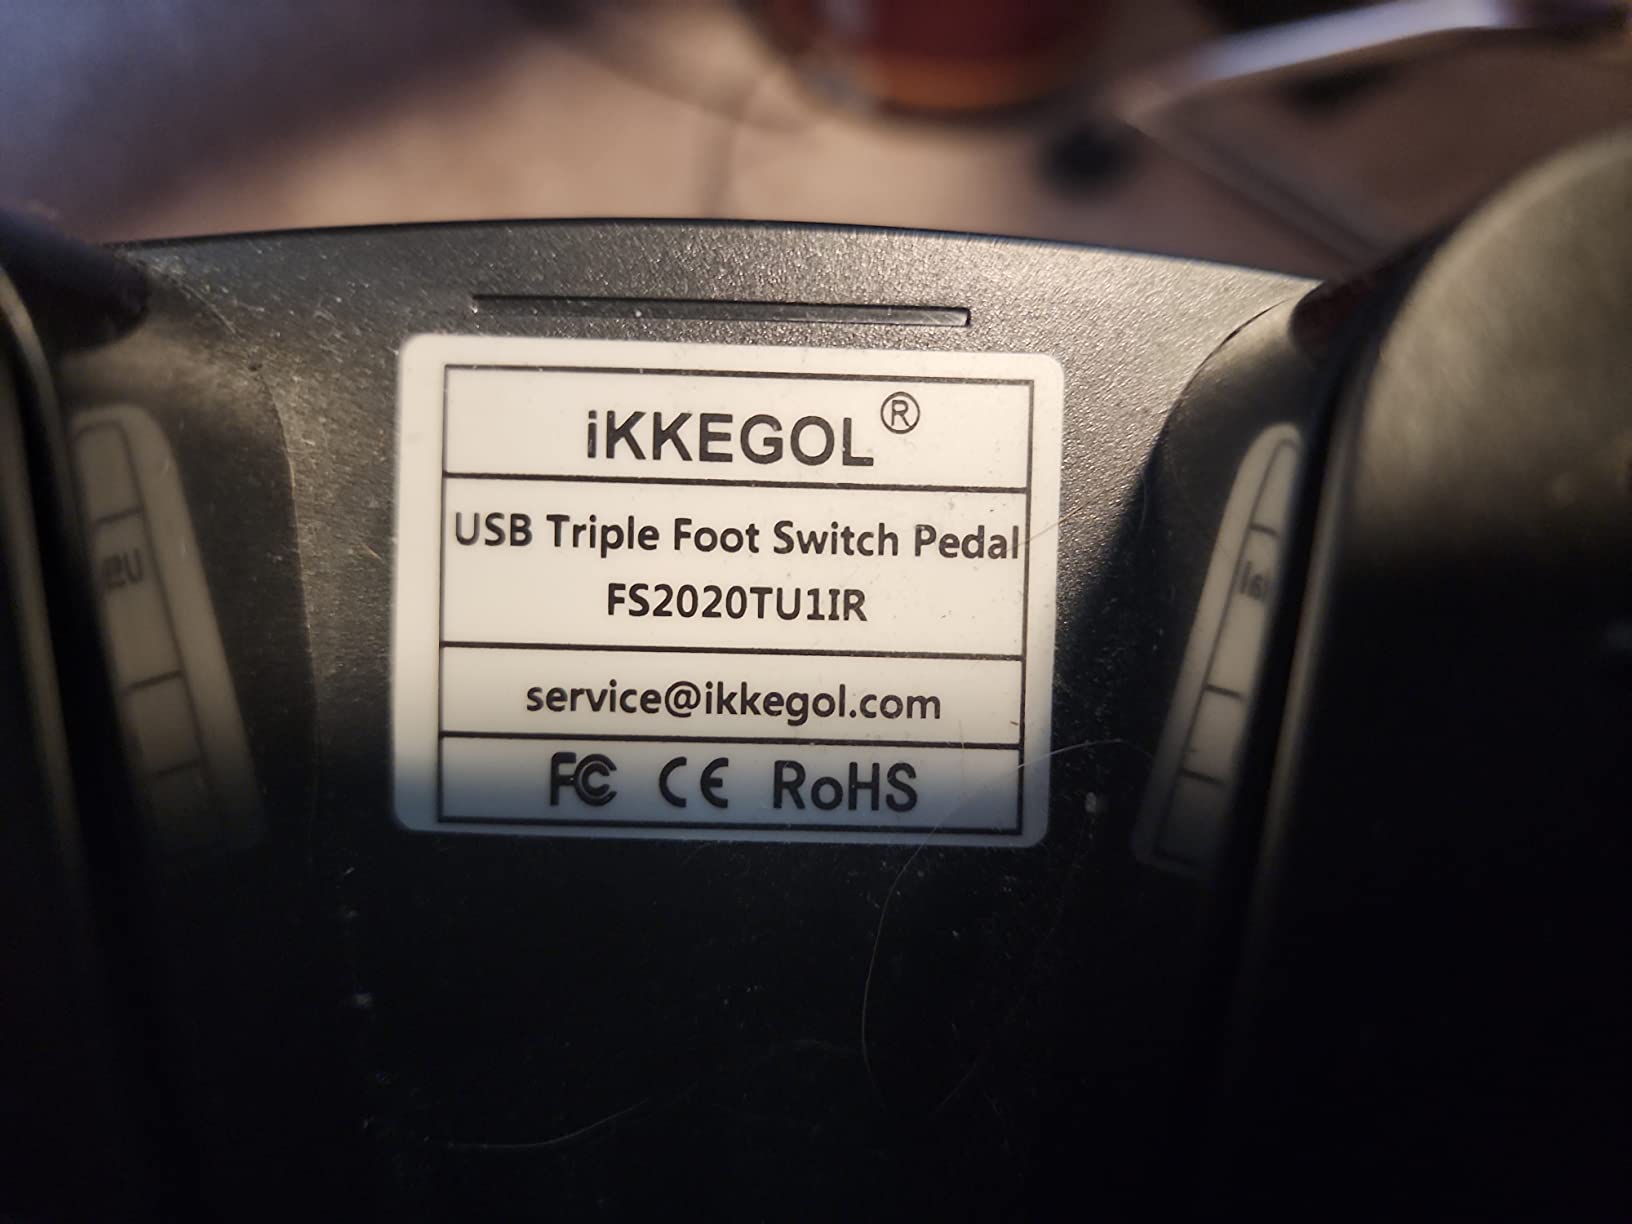 iKKEGOL®
USB Triple Foot Switch Pedal
FS2020TU1IR
service@ikkegol.com
FC CE RoHS